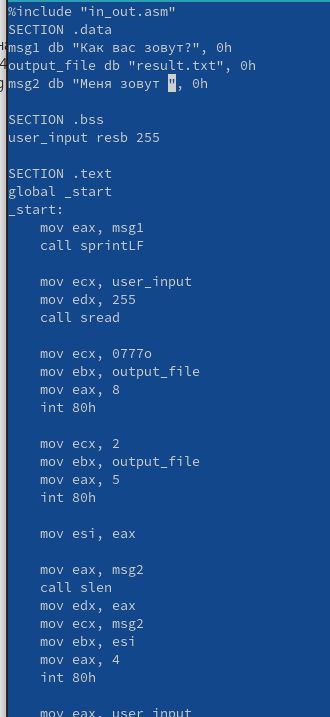 %include "in_out.asm"
SECTION .data
msg1 db "Как вас зовут?", 0h
output_file db "result.txt", 0h
msg2 db "Меня зовут ", 0h

SECTION .bss
user_input resb 255

SECTION .text
global _start
_start:
    mov eax, msg1
    call sprintLF

    mov ecx, user_input
    mov edx, 255
    call sread

    mov ecx, 0777o
    mov ebx, output_file
    mov eax, 8
    int 80h

    mov ecx, 2
    mov ebx, output_file
    mov eax, 5
    int 80h

    mov esi, eax

    mov eax, msg2
    call slen
    mov edx, eax
    mov ecx, msg2
    mov ebx, esi
    mov eax, 4
    int 80h

    mov eax, user_input